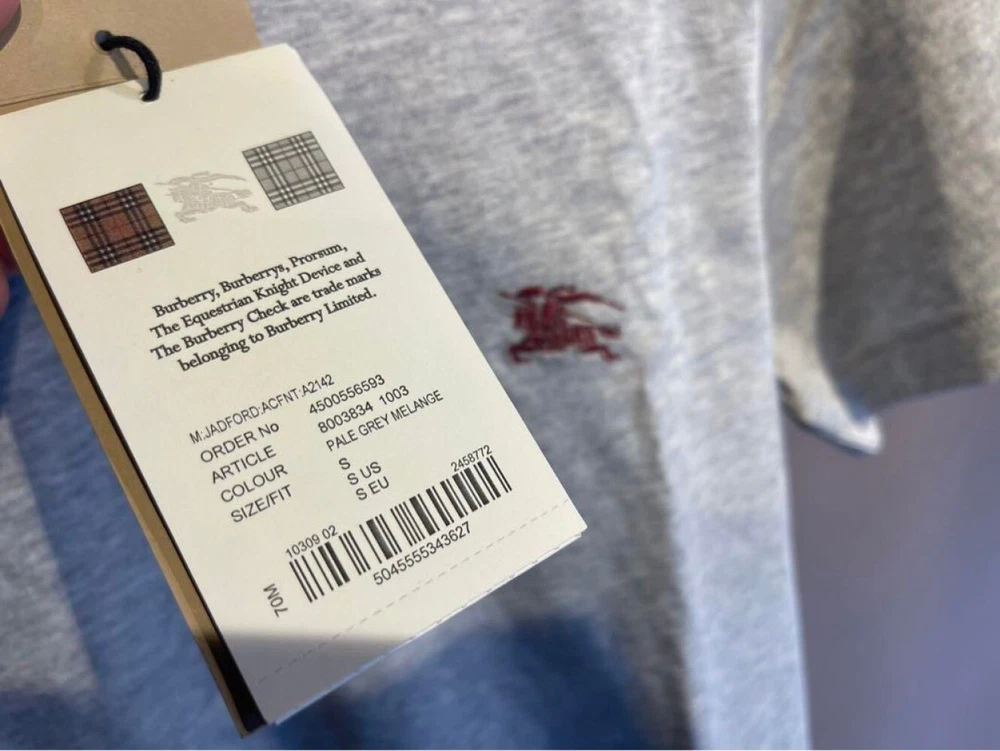 Burberry, Burberrys, Prorsum,
The Equestrian Knight Device and
The Burberry Check are trade marks
belonging to Burberry Limited.
M:JADFORD:ACFNT:A2142
ORDER No 4500556593
ARTICLE 8003834 1003
COLOUR PALE GREY MELANGE
SIZE/FIT S
S US
S EU
10309 02 2458772
5045555343627
70M